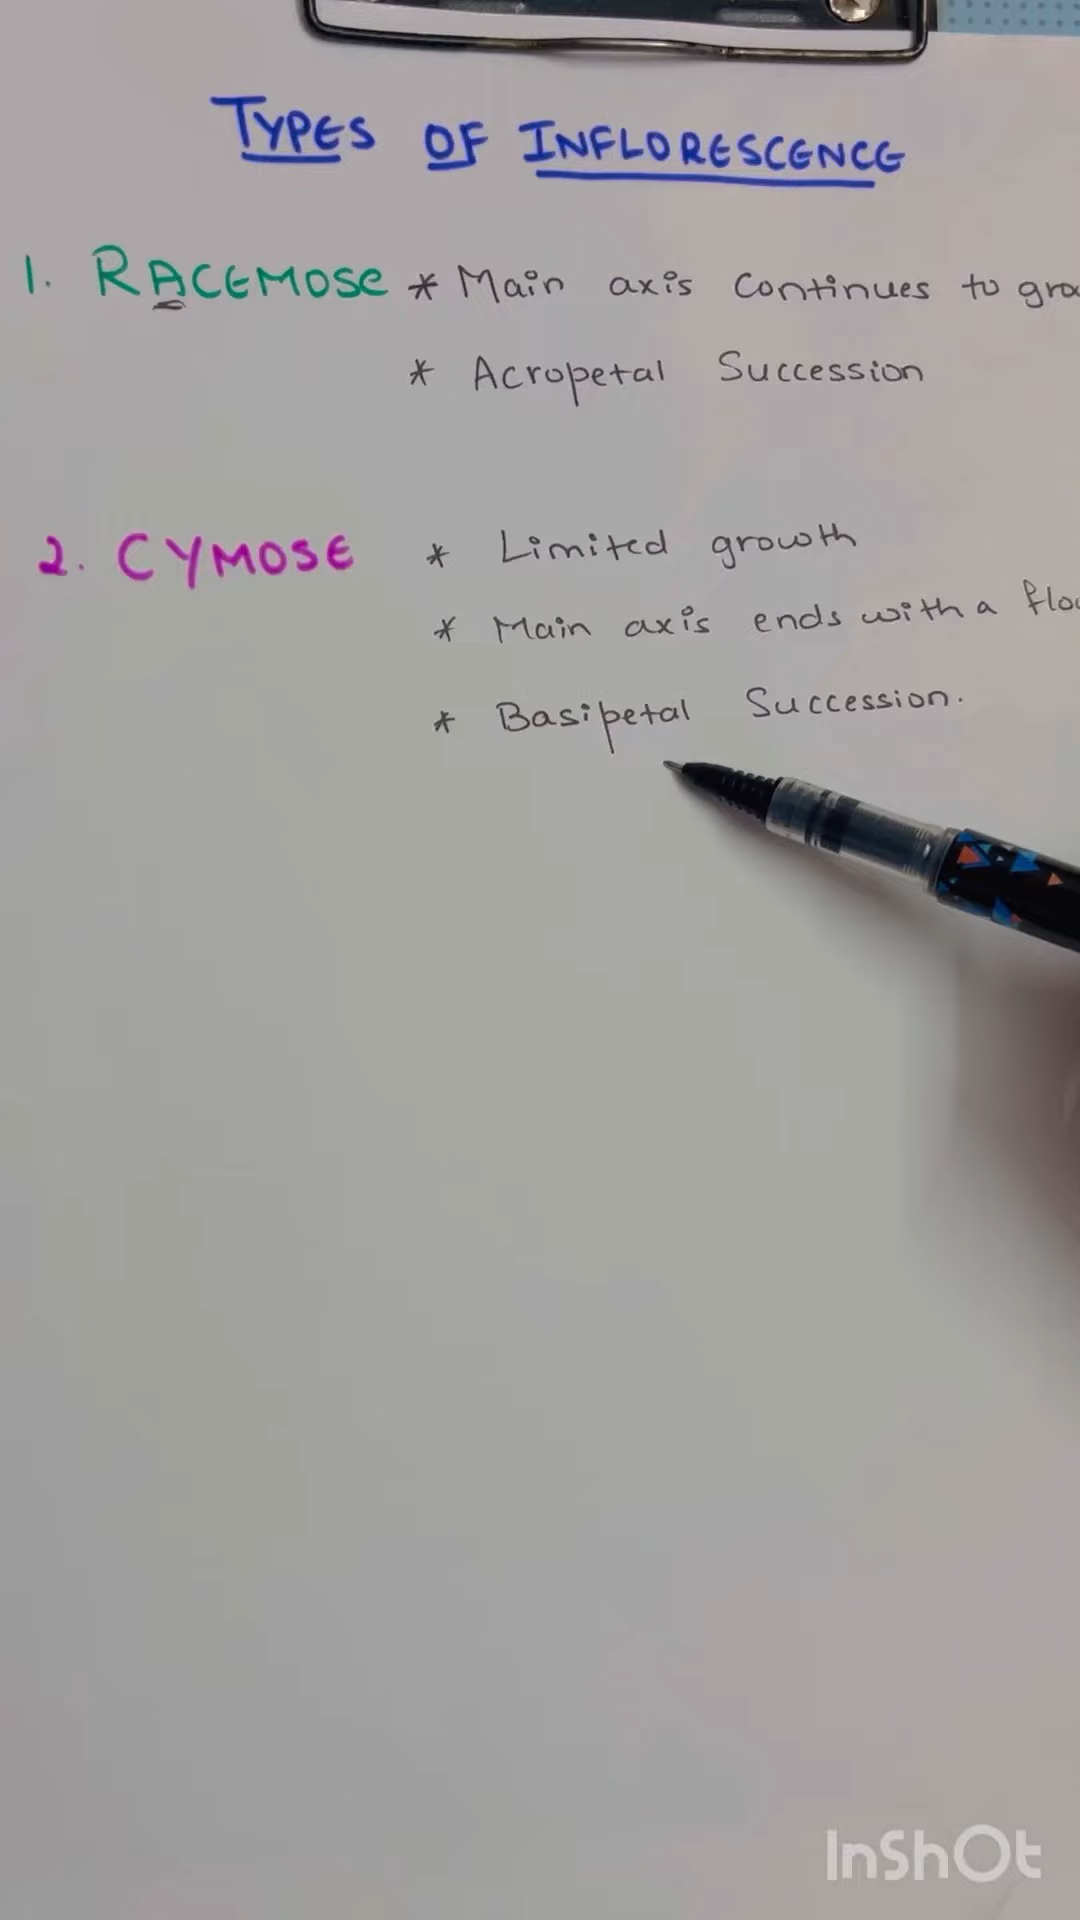 TYPES OF INFLORESCENCE
1. RACEMOSE * Main axis continues to
* Acropetal Succession
2. CYMOSE * Limited growth
* Main axis ends with a
* Basipetal Succession.
InShOt